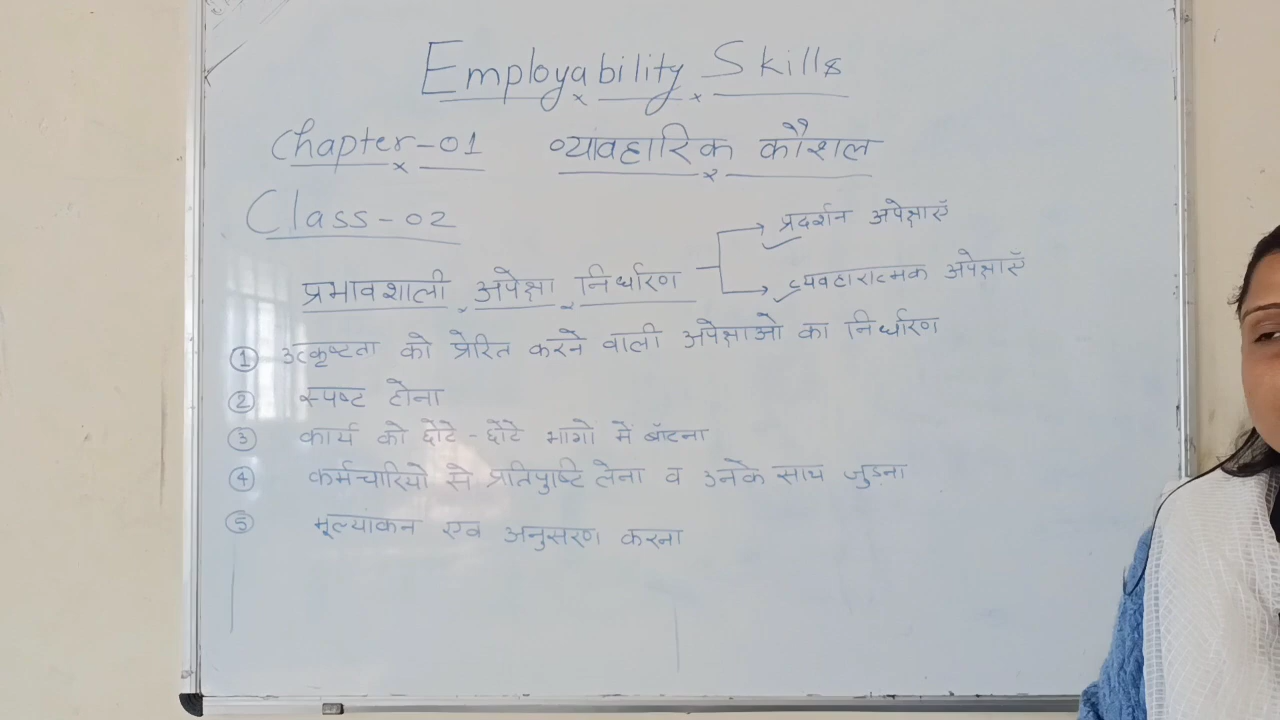 Employability Skills
Chapter-01 व्यावहारिक कौशल
Class-02
प्रदर्शन अपेक्षाएँ
प्रभावशाली अपेक्षा निर्धारण
व्यवहारात्मक अपेक्षाएँ
① उत्कृष्टता को प्रेरित करने वाली अपेक्षाओ का निर्धारण
② स्पष्ट होना
③ कार्य को छोटे-छोटे भागो में बॉटना
④ कर्मचारियो से प्रतिपुष्टि लेना व उनके साथ जुड़ना
⑤ मूल्यांकन एव अनुसरण करना